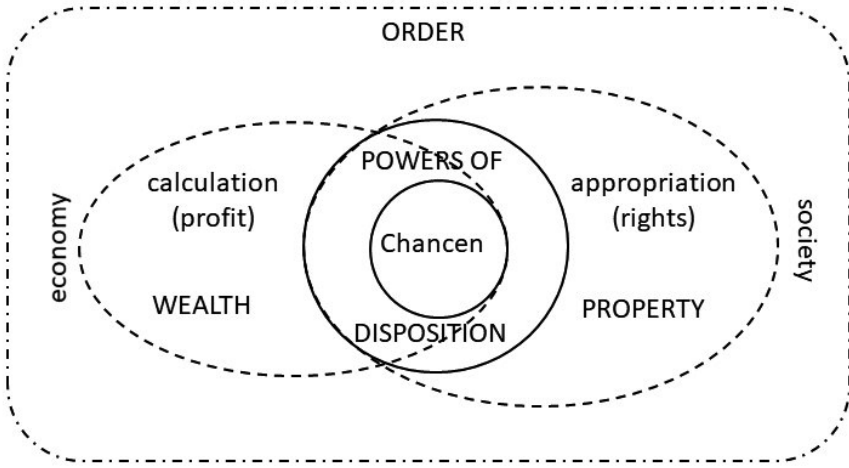 ORDER
POWERS OF
calculation
(profit)
appropriation
(rights)
economy
Chancen
society
WEALTH
PROPERTY
DISPOSITION